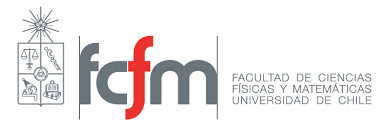 fcfm
FACULTAD DE CIENCIAS
FÍSICAS Y MATEMÁTICAS
UNIVERSIDAD DE CHILE